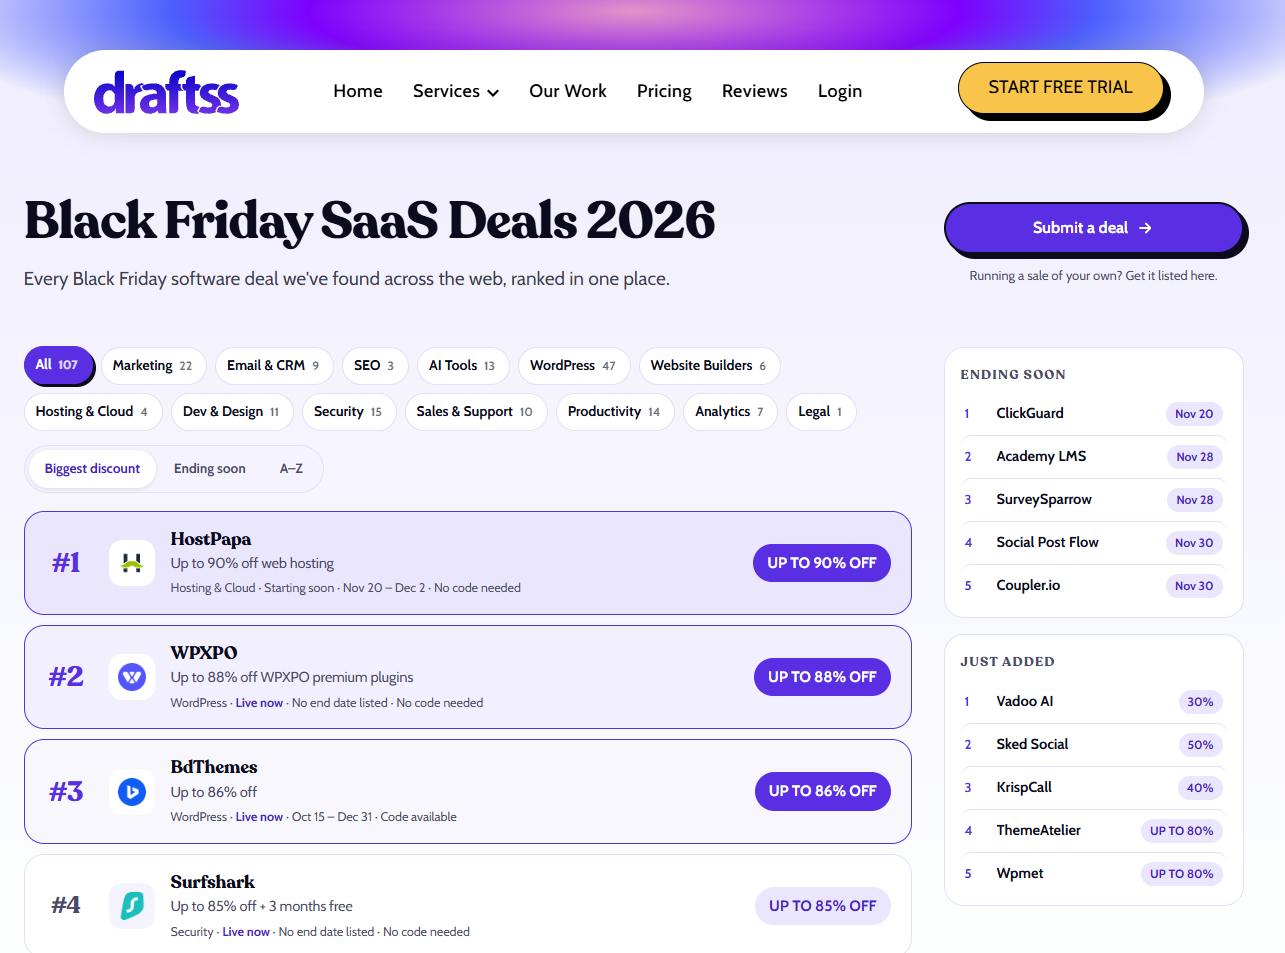 draftss
Home Services Our Work Pricing Reviews Login
START FREE TRIAL
Black Friday SaaS Deals 2026
Every Black Friday software deal we've found across the web, ranked in one place.
Submit a deal →
Running a sale of your own? Get it listed here.
All 107 Marketing 22 Email & CRM 9 SEO 3 AI Tools 13 WordPress 47 Website Builders 6
Hosting & Cloud 4 Dev & Design 11 Security 15 Sales & Support 10 Productivity 14 Analytics 7 Legal 1
Biggest discount Ending soon A–Z
#1
HostPapa
Up to 90% off web hosting
Hosting & Cloud · Starting soon · Nov 20 – Dec 2 · No code needed
UP TO 90% OFF
#2
WPXPO
Up to 88% off WPXPO premium plugins
WordPress · Live now · No end date listed · No code needed
UP TO 88% OFF
#3
BdThemes
Up to 86% off
WordPress · Live now · Oct 15 – Dec 31 · Code available
UP TO 86% OFF
#4
Surfshark
Up to 85% off + 3 months free
Security · Live now · No end date listed · No code needed
UP TO 85% OFF
ENDING SOON
1 ClickGuard Nov 20
2 Academy LMS Nov 28
3 SurveySparrow Nov 28
4 Social Post Flow Nov 30
5 Coupler.io Nov 30
JUST ADDED
1 Vadoo AI 30%
2 Sked Social 50%
3 KrispCall 40%
4 ThemeAtelier UP TO 80%
5 Wpmet UP TO 80%